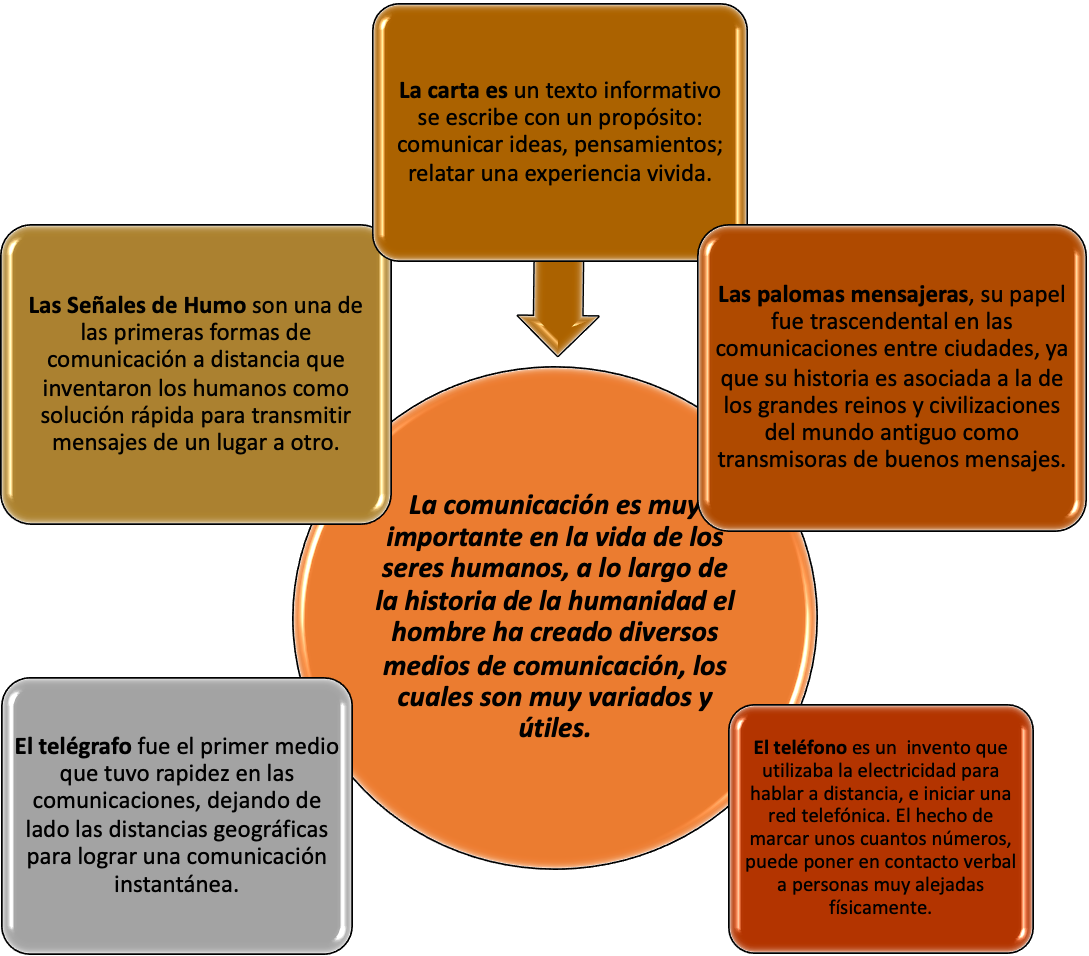 La carta es un texto informativo
se escribe con un propósito:
comunicar ideas, pensamientos;
relatar una experiencia vivida.
Las Señales de Humo son una de
las primeras formas de
comunicación a distancia que
inventaron los humanos como
solución rápida para transmitir
mensajes de un lugar a otro.
Las palomas mensajeras, su papel
fue trascendental en las
comunicaciones entre ciudades, ya
que su historia es asociada a la de
los grandes reinos y civilizaciones
del mundo antiguo como
transmisoras de buenos mensajes.
La comunicación es muy
importante en la vida de los
seres humanos, a lo largo de
la historia de la humanidad el
hombre ha creado diversos
medios de comunicación, los
cuales son muy variados y
útiles.
El telégrafo fue el primer medio
que tuvo rapidez en las
comunicaciones, dejando de
lado las distancias geográficas
para lograr una comunicación
instantánea.
El teléfono es un  invento que
utilizaba la electricidad para
hablar a distancia, e iniciar una
red telefónica. El hecho de
marcar unos cuantos números,
puede poner en contacto verbal
a personas muy alejadas
físicamente.